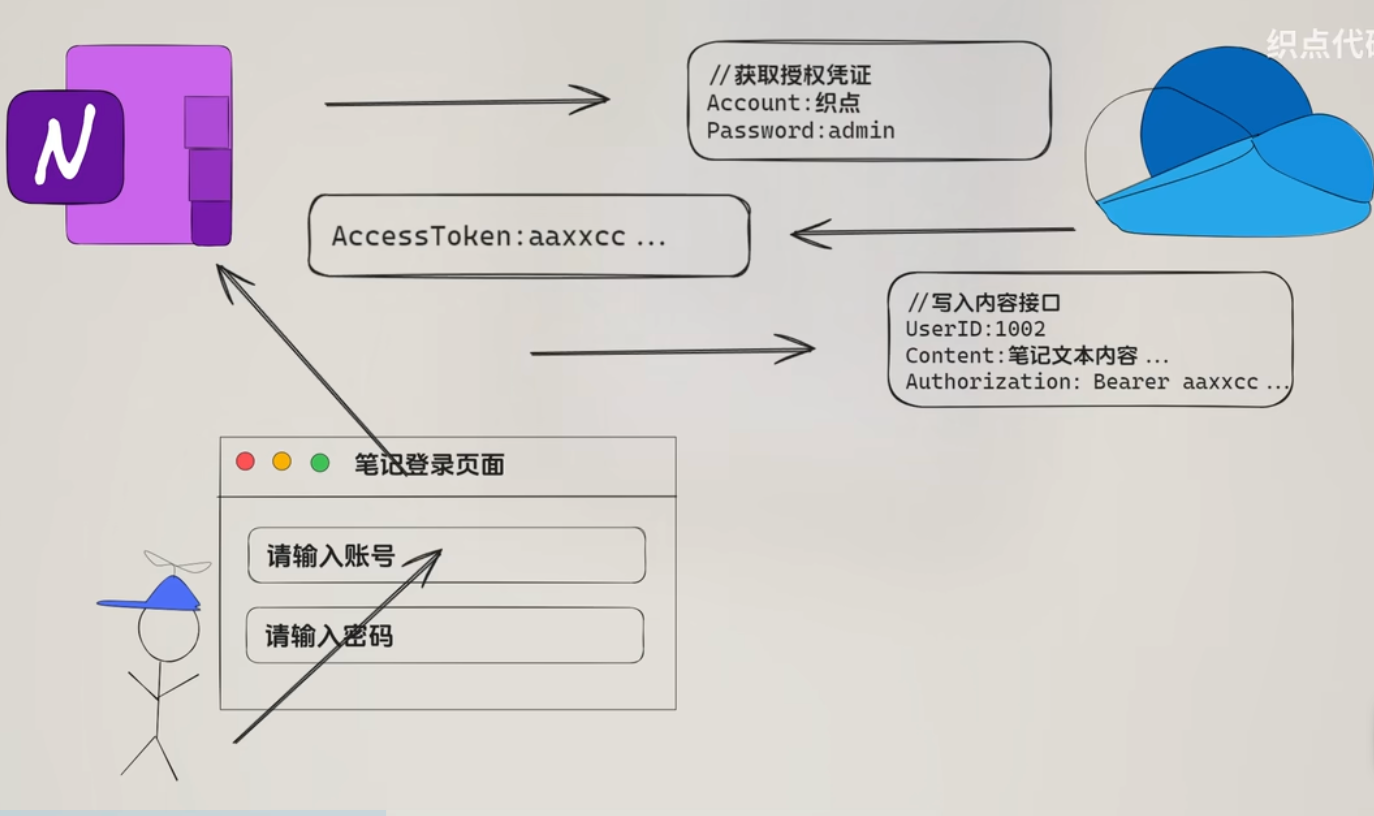 织点代码
N
//获取授权凭证
Account:织点
Password:admin
AccessToken:aaxxcc...
//写入内容接口
UserID:1002
Content:笔记文本内容...
Authorization: Bearer aaxxcc...
笔记登录页面
请输入账号
请输入密码